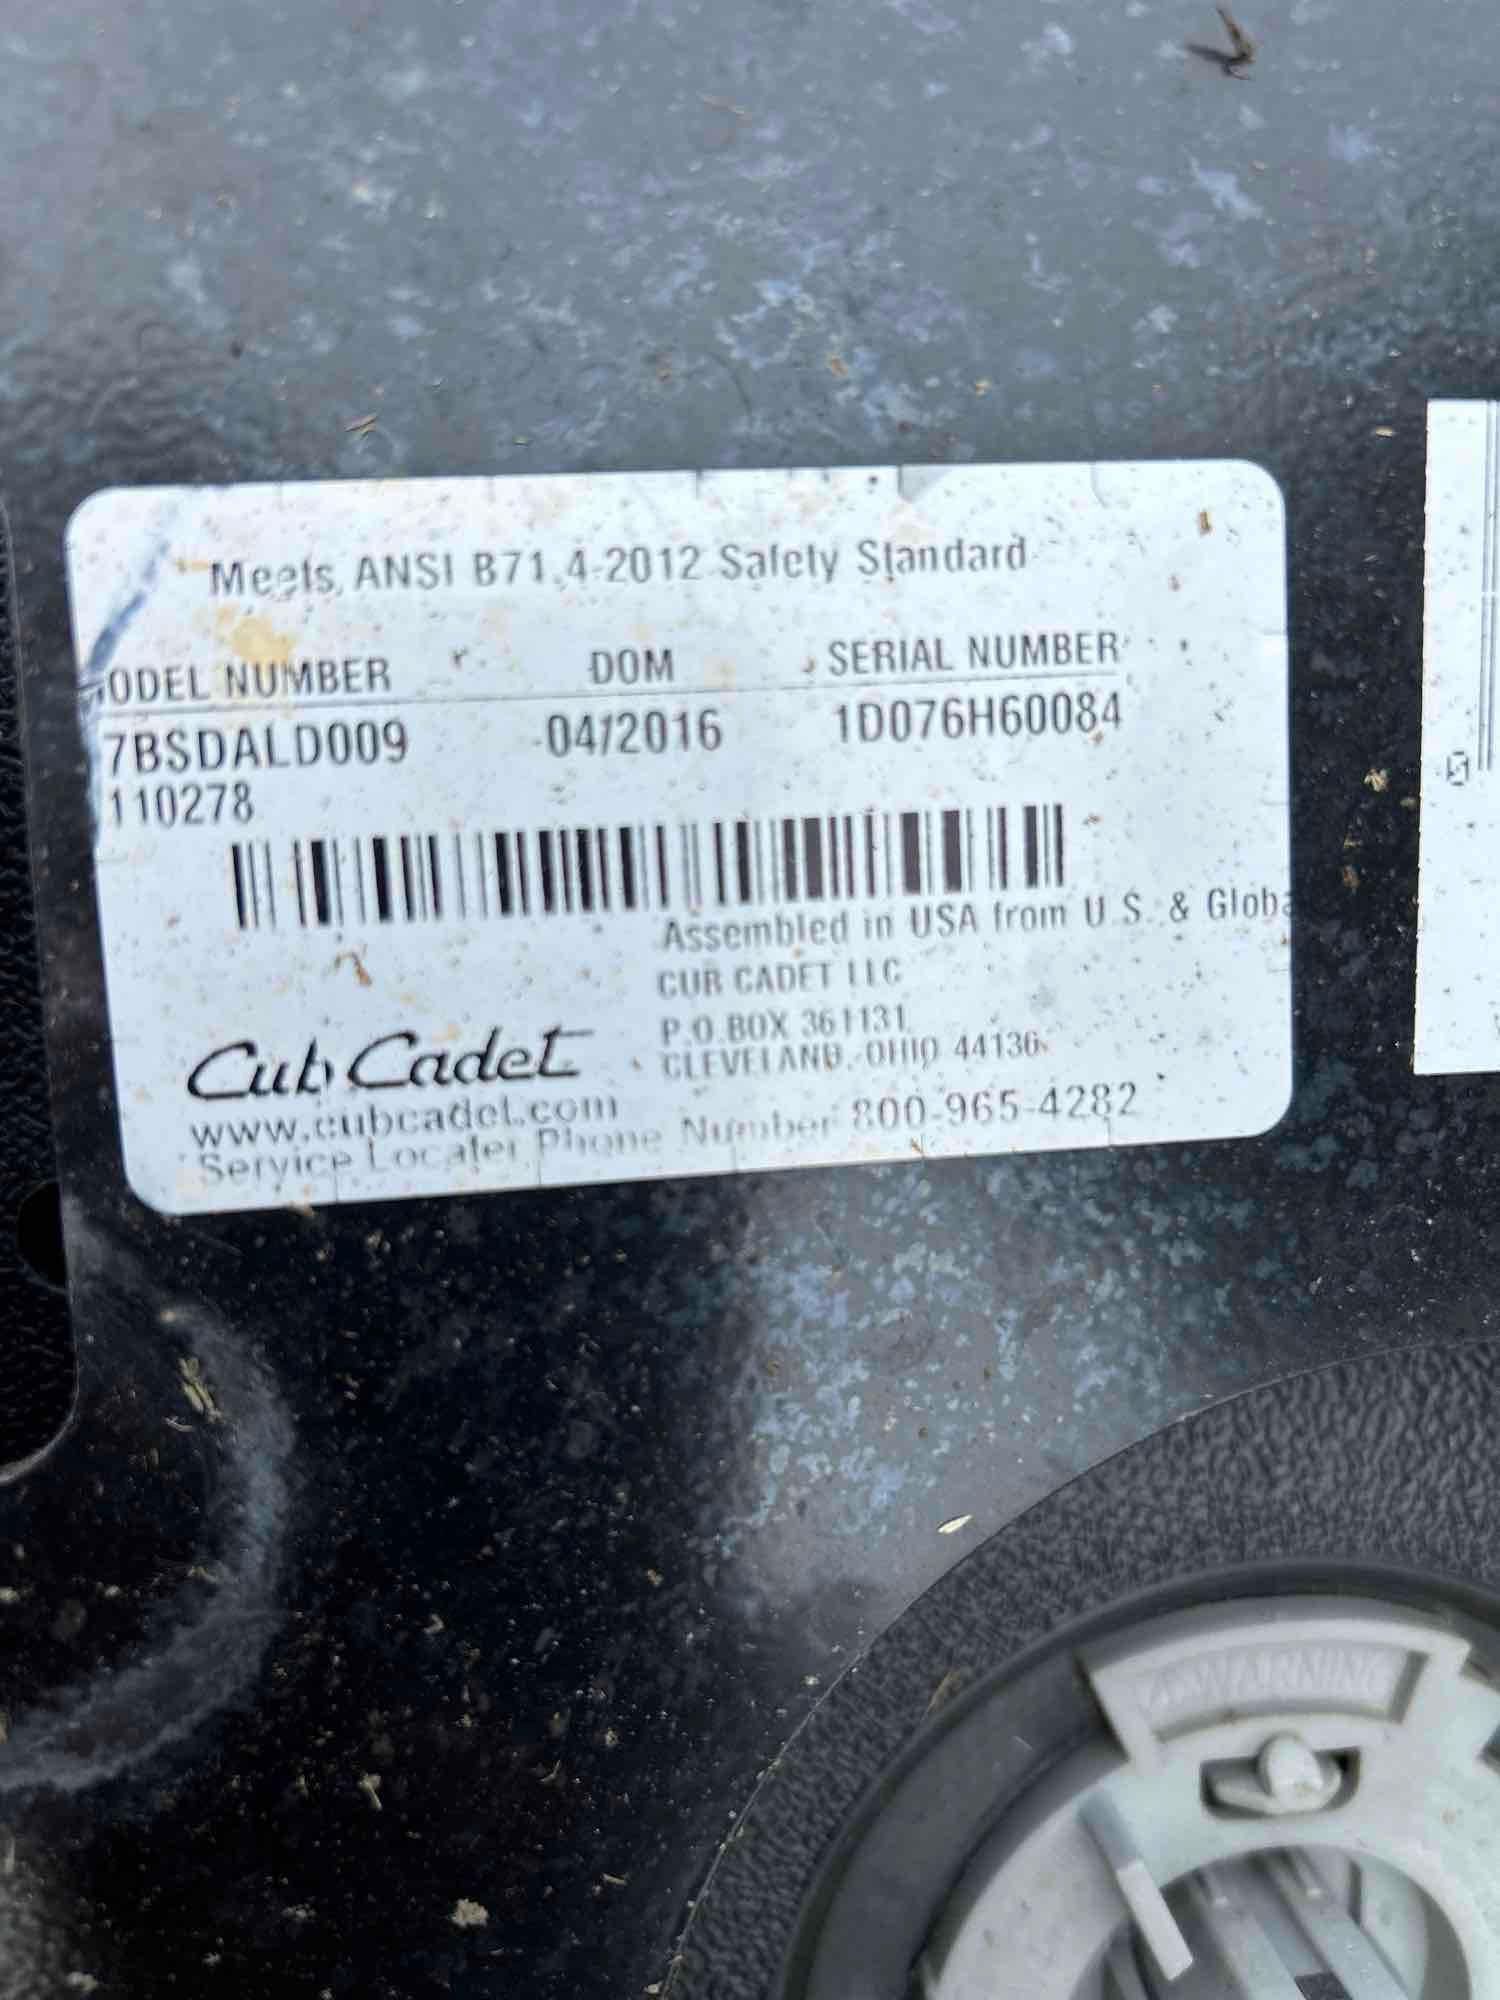 Meets ANSI B71.4-2012 Safety Standard
ODEL NUMBER DOM SERIAL NUMBER
7BSDALD009 04/2016 1D076H60084
110278
Assembled in USA from U.S. & Globa
CUB CADET LLC
P.O.BOX 361131
CLEVELAND, OHIO 44136
Cub Cadet
www.cubcadet.com
Service Locater Phone Number 800-965-4282
WARNING